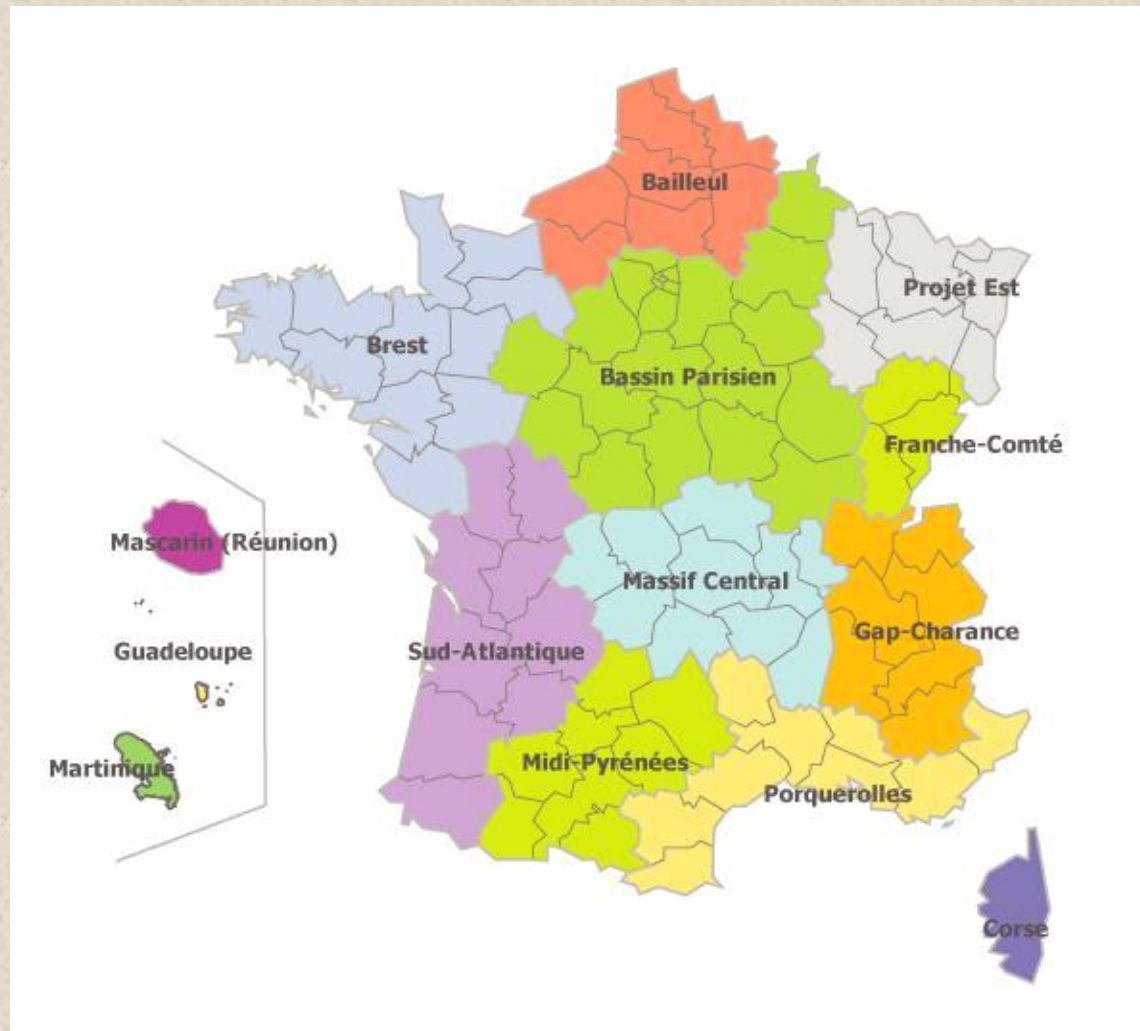 Bailleul
Projet Est
Brest
Bassin Parisien
Franche-Comté
Mascarin (Réunion)
Massif Central
Gap-Charance
Guadeloupe
Sud-Atlantique
Martinique
Midi-Pyrénées
Porquerolles
Corse